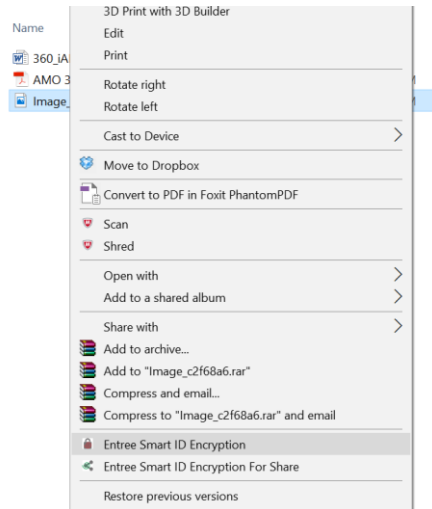 3D Print with 3D Builder
Name
Edit
360_iA
Print
AMO 3
Rotate right
Image_
Rotate left
Cast to Device
Move to Dropbox
Convert to PDF in Foxit PhantomPDF
Scan
Shred
Open with
Add to a shared album
Share with
Add to archive...
Add to "Image_c2f68a6.rar"
Compress and email...
Compress to "Image_c2f68a6.rar" and email
Entree Smart ID Encryption
Entree Smart ID Encryption For Share
Restore previous versions